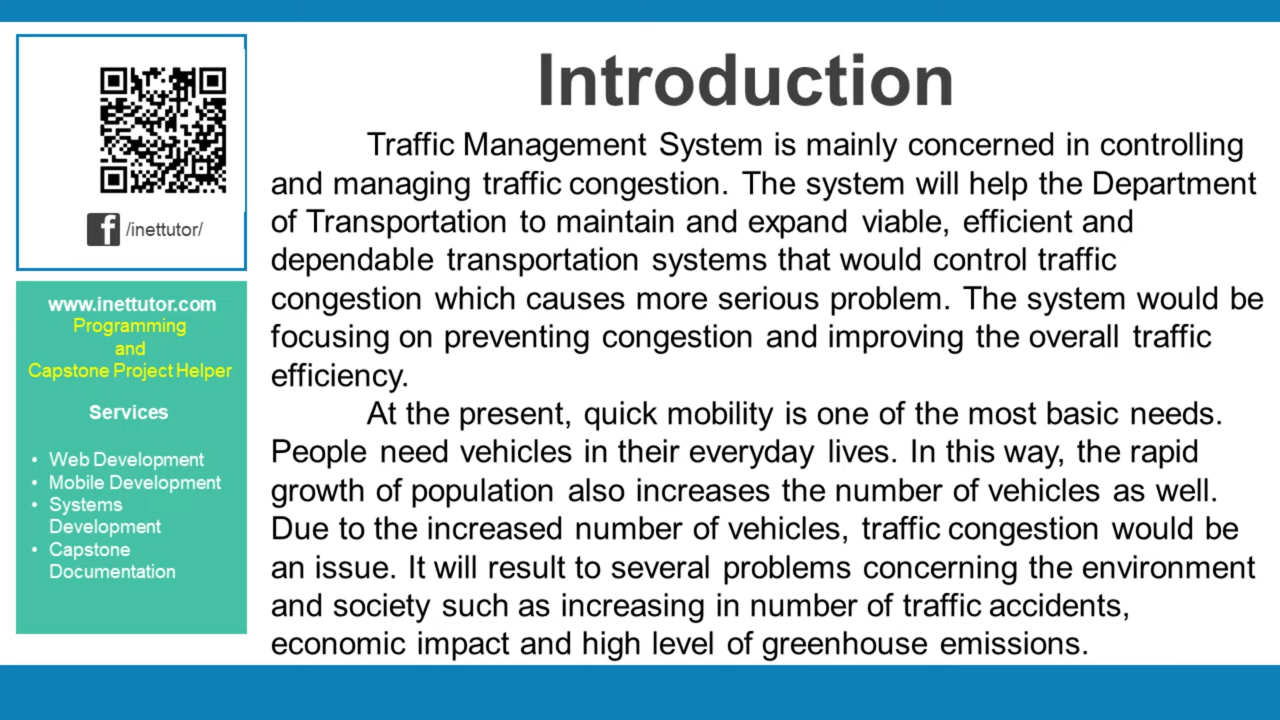 /inettutor/
www.inettutor.com
Programming
and
Capstone Project Helper
Services
• Web Development
• Mobile Development
• Systems
Development
• Capstone
Documentation
Introduction
Traffic Management System is mainly concerned in controlling
and managing traffic congestion. The system will help the Department
of Transportation to maintain and expand viable, efficient and
dependable transportation systems that would control traffic
congestion which causes more serious problem. The system would be
focusing on preventing congestion and improving the overall traffic
efficiency.
At the present, quick mobility is one of the most basic needs.
People need vehicles in their everyday lives. In this way, the rapid
growth of population also increases the number of vehicles as well.
Due to the increased number of vehicles, traffic congestion would be
an issue. It will result to several problems concerning the environment
and society such as increasing in number of traffic accidents,
economic impact and high level of greenhouse emissions.